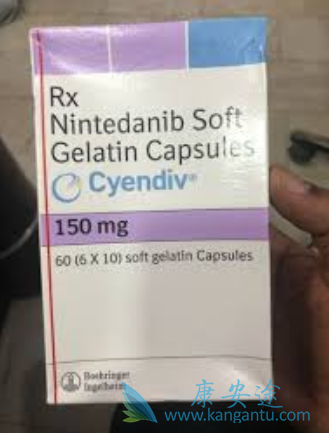 Rx
Nintedanib Soft
Gelatin Capsules
Cyendiv®
150 mg
60 (6 X 10) soft gelatin Capsules
Boehringer
Ingelheim
康安途
www.kangantu.com